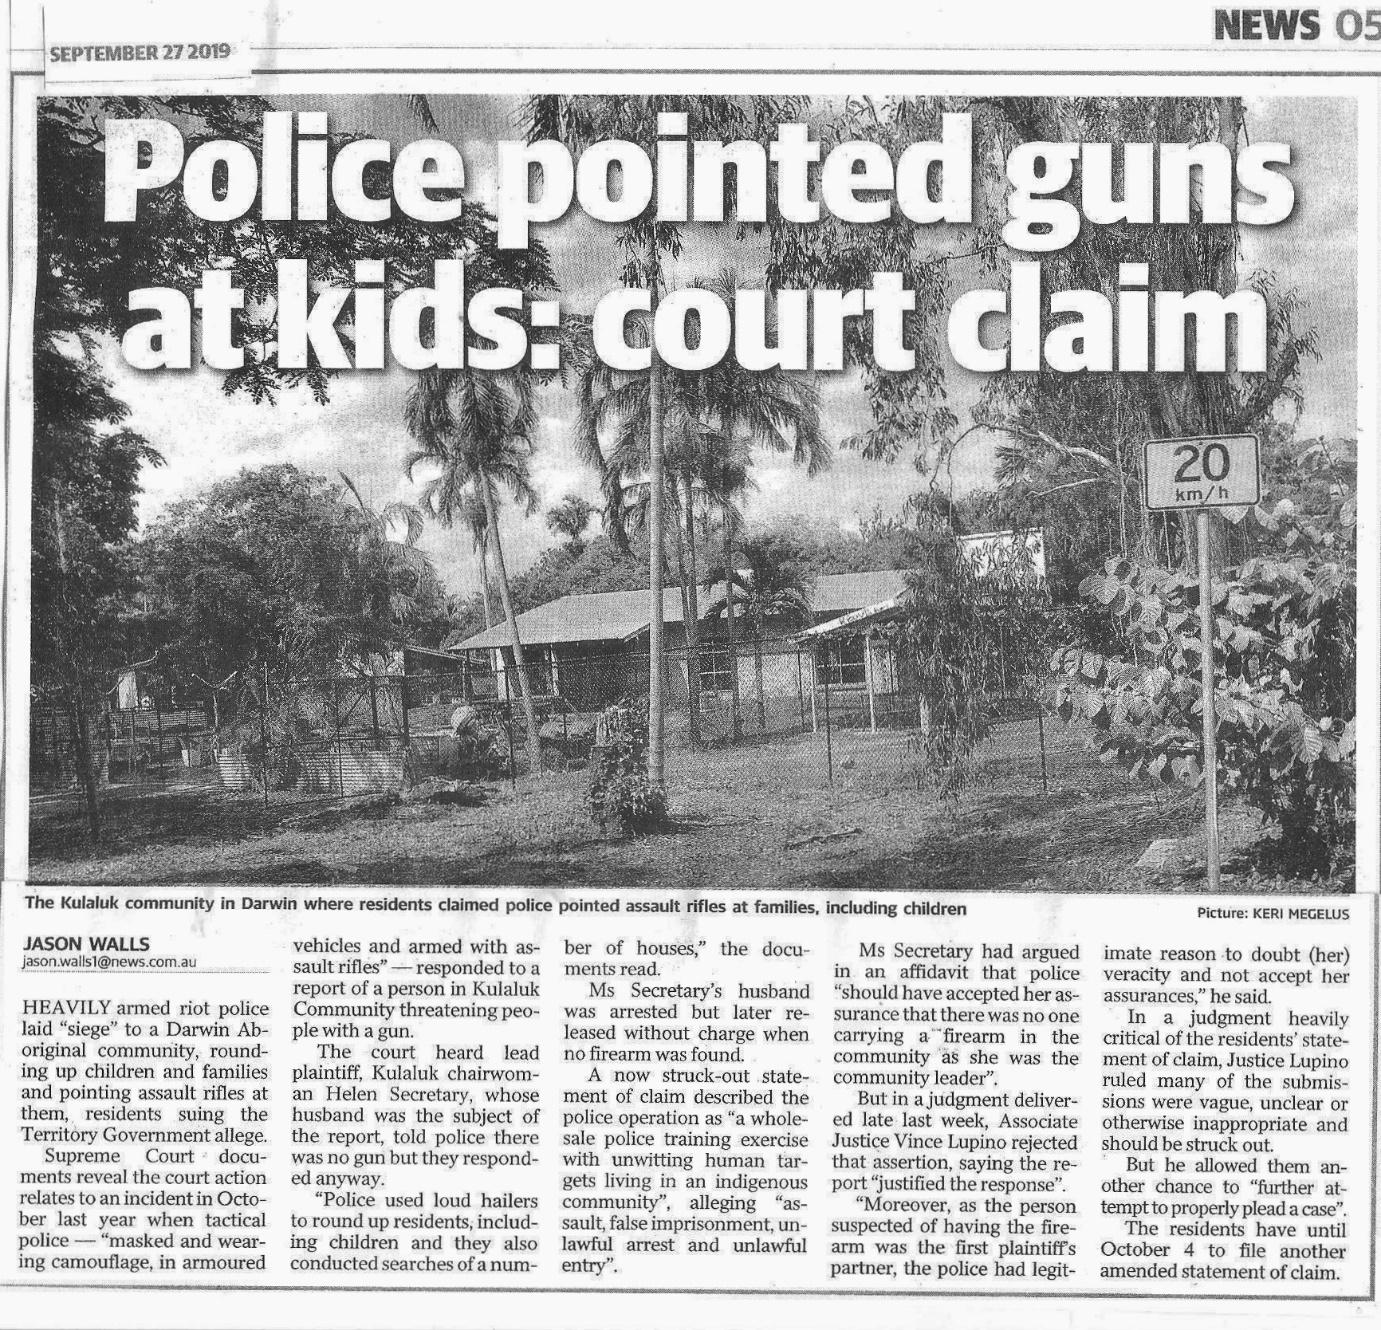 NEWS 05
SEPTEMBER 27 2019
Police pointed guns
at kids: court claim
20
km/h
The Kulaluk community in Darwin where residents claimed police pointed assault rifles at families, including children
Picture: KERI MEGELUS
JASON WALLS
jason.walls1@news.com.au
HEAVILY armed riot police
laid “siege” to a Darwin Ab-
original community, round-
ing up children and families
and pointing assault rifles at
them, residents suing the
Territory Government allege.
Supreme Court docu-
ments reveal the court action
relates to an incident in Octo-
ber last year when tactical
police — “masked and wear-
ing camouflage, in armoured
vehicles and armed with as-
sault rifles” — responded to a
report of a person in Kulaluk
Community threatening peo-
ple with a gun.
The court heard lead
plaintiff, Kulaluk chairwom-
an Helen Secretary, whose
husband was the subject of
the report, told police there
was no gun but they respond-
ed anyway.
“Police used loud hailers
to round up residents, includ-
ing children and they also
conducted searches of a num-
ber of houses,” the docu-
ments read.
Ms Secretary’s husband
was arrested but later re-
leased without charge when
no firearm was found.
A now struck-out state-
ment of claim described the
police operation as “a whole-
sale police training exercise
with unwitting human tar-
gets living in an indigenous
community”, alleging “as-
sault, false imprisonment, un-
lawful arrest and unlawful
entry”.
Ms Secretary had argued
in an affidavit that police
“should have accepted her as-
surance that there was no one
carrying a firearm in the
community as she was the
community leader”.
But in a judgment deliver-
ed late last week, Associate
Justice Vince Lupino rejected
that assertion, saying the re-
port “justified the response”.
“Moreover, as the person
suspected of having the fire-
arm was the first plaintiff’s
partner, the police had legit-
imate reason to doubt (her)
veracity and not accept her
assurances,” he said.
In a judgment heavily
critical of the residents’ state-
ment of claim, Justice Lupino
ruled many of the submis-
sions were vague, unclear or
otherwise inappropriate and
should be struck out.
But he allowed them an-
other chance to “further at-
tempt to properly plead a case”.
The residents have until
October 4 to file another
amended statement of claim.